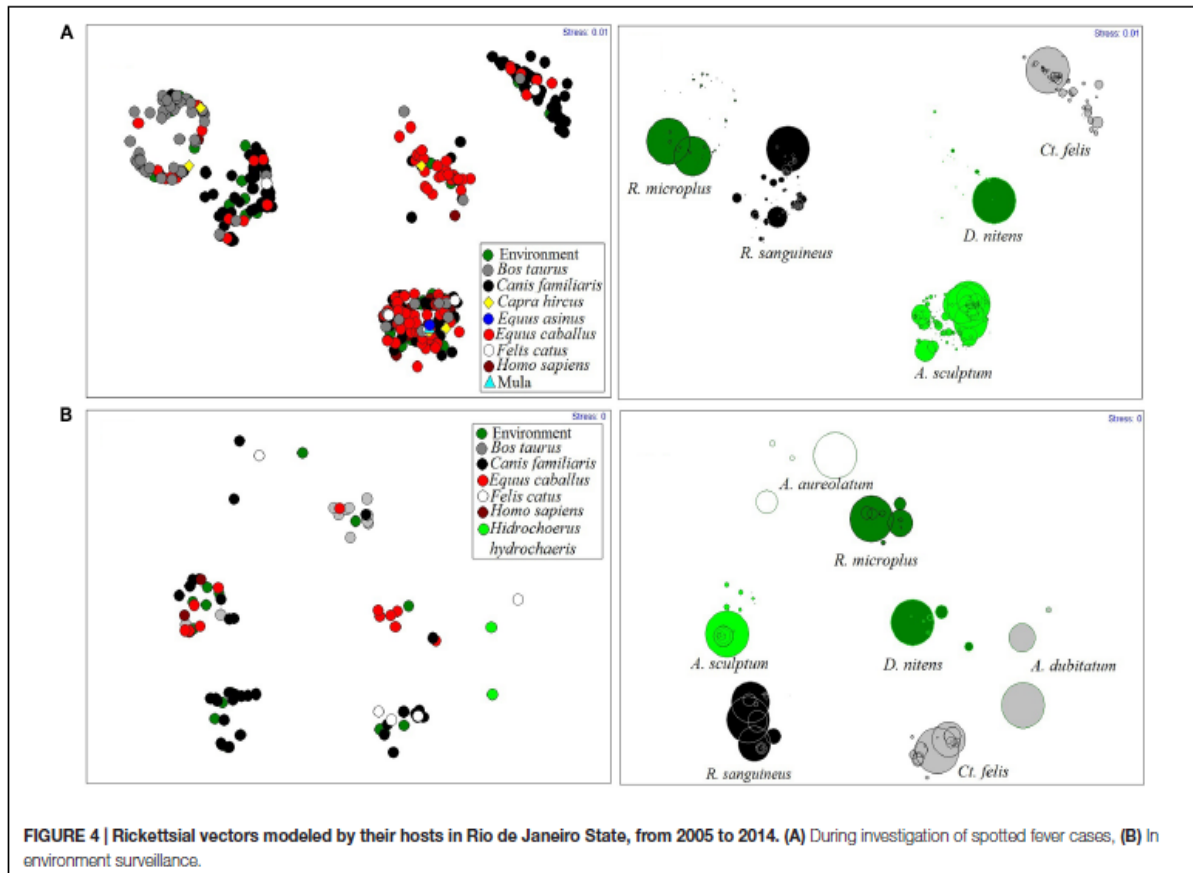 A
Stress: 0.01
Environment
Bos taurus
Canis familiaris
Capra hircus
Equus asinus
Equus caballus
Felis catus
Homo sapiens
Mula
Stress: 0.01
R. microplus
R. sanguineus
Ct. felis
D. nitens
A. sculptum
B
Stress: 0
Environment
Bos taurus
Canis familiaris
Equus caballus
Felis catus
Homo sapiens
Hidrochoerus
hydrochaeris
Stress: 0
A. aureolatum
R. microplus
A. sculptum
D. nitens
A. dubitatum
R. sanguineus
Ct. felis
FIGURE 4 | Rickettsial vectors modeled by their hosts in Rio de Janeiro State, from 2005 to 2014. (A) During investigation of spotted fever cases, (B) In
environment surveillance.